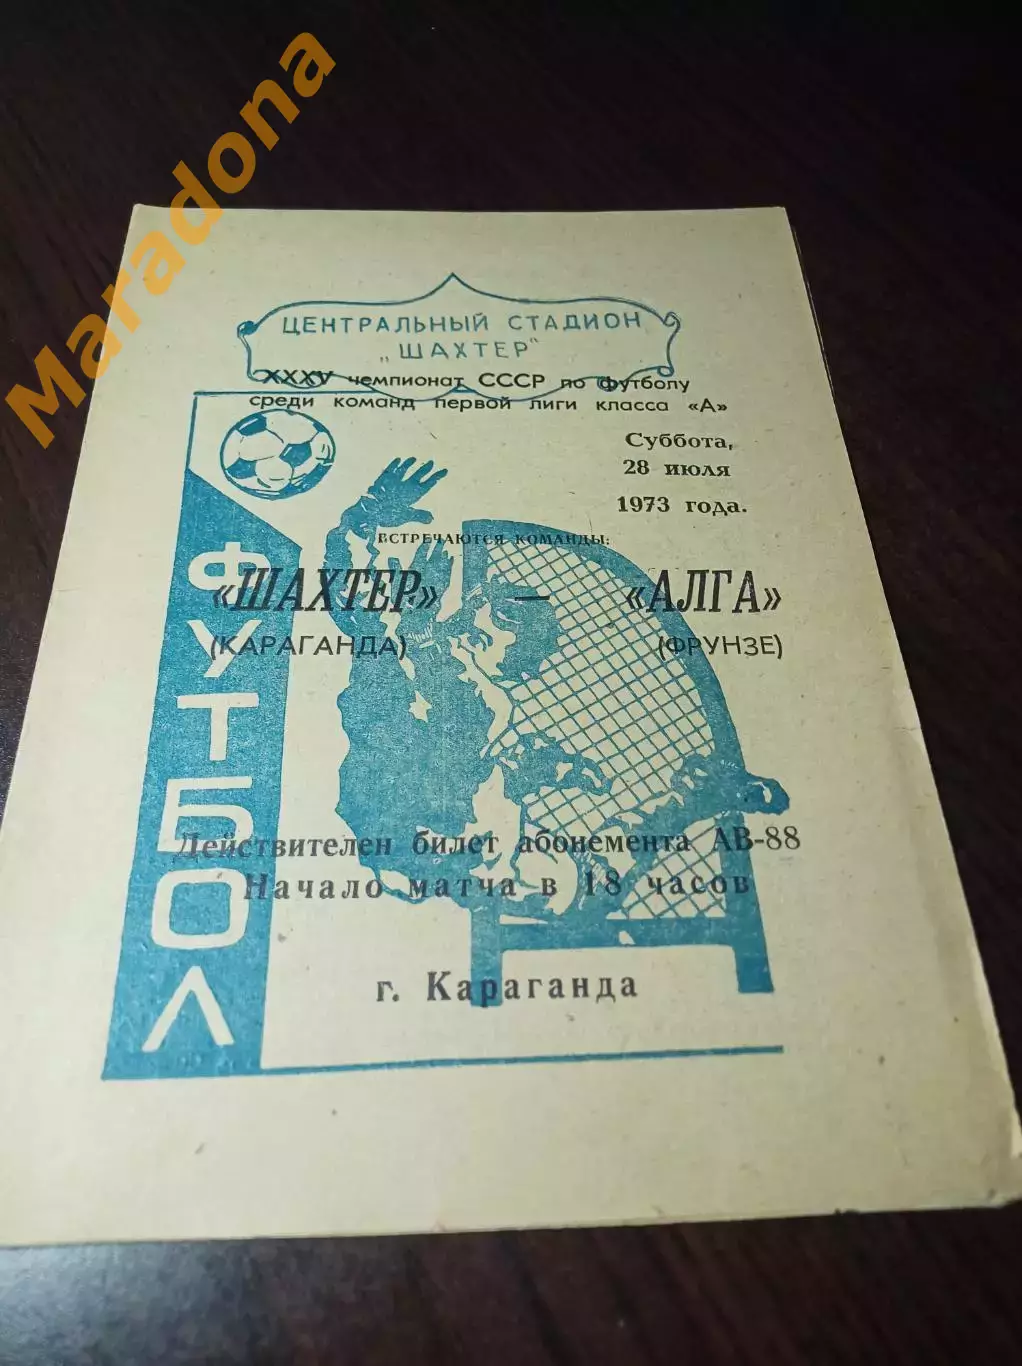 Maradona
ЦЕНТРАЛЬНЫЙ СТАДИОН
„ШАХТЕР"
XXXV чемпионат СССР по футболу
среди команд первой лиги класса «А»
Суббота,
28 июля
1973 года.
ВСТРЕЧАЮТСЯ КОМАНДЫ:
«ШАХТЕР» — «АЛГА»
(КАРАГАНДА) (ФРУНЗЕ)
ФУТБОЛ
Действителен билет абонемента АВ-88
Начало матча в 18 часов
г. Караганда